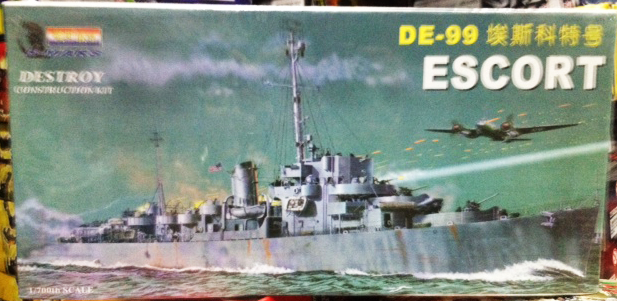 DE-99 埃斯科特号
ESCORT
DESTROY
CONSTRUCTION KIT
1/700th SCALE